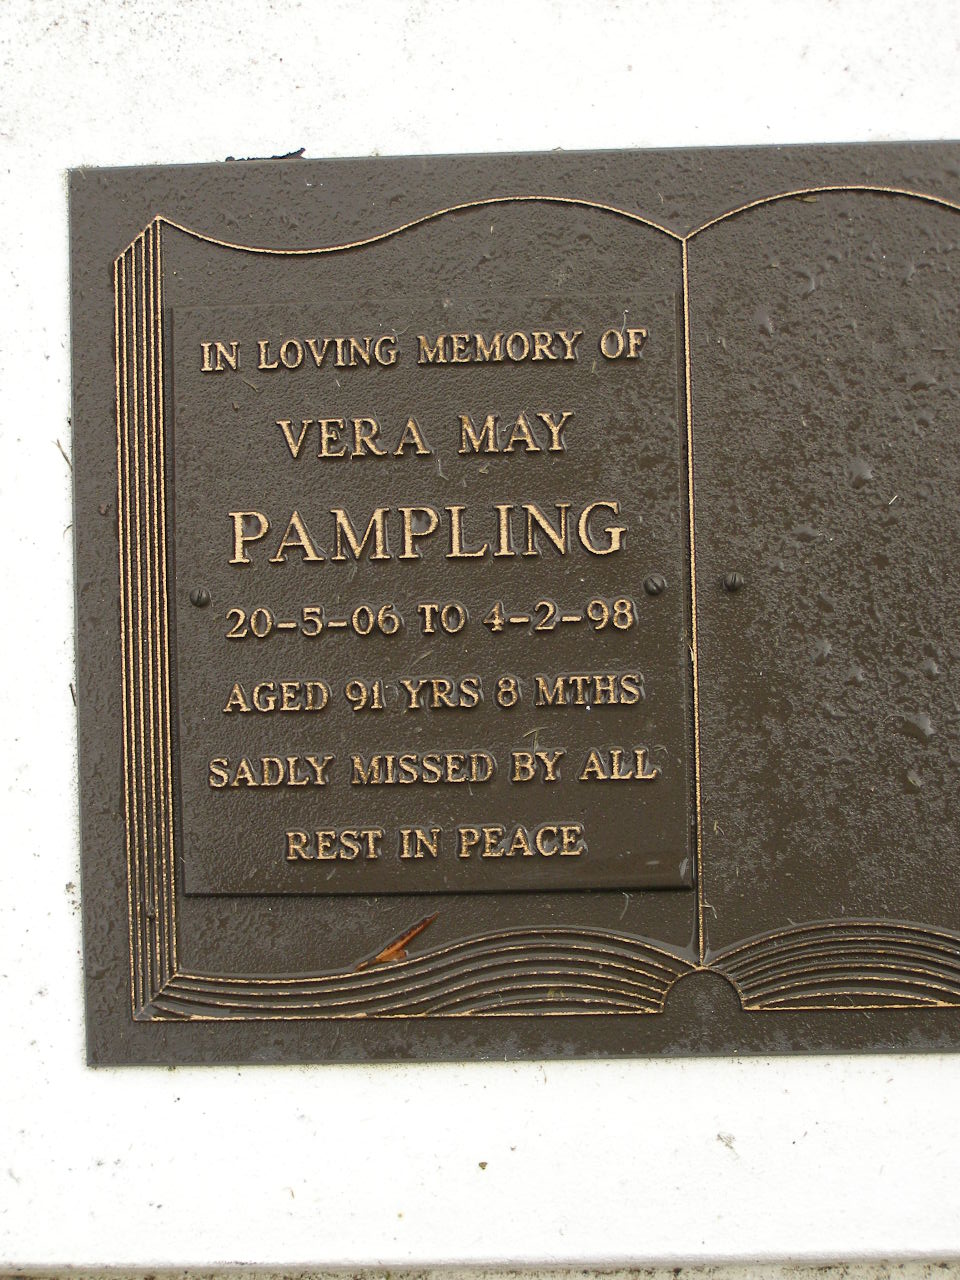 IN LOVING MEMORY OF
VERA MAY
PAMPLING
20-5-06 TO 4-2-98
AGED 91 YRS 8 MTHS
SADLY MISSED BY ALL
REST IN PEACE